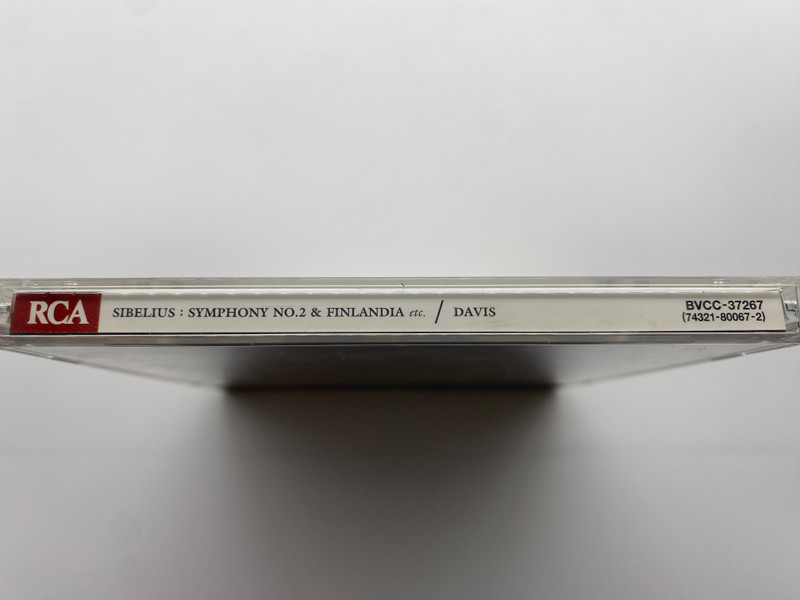 RCA
SIBELIUS : SYMPHONY NO.2 & FINLANDIA etc. / DAVIS
BVCC-37267
(74321-80067-2)